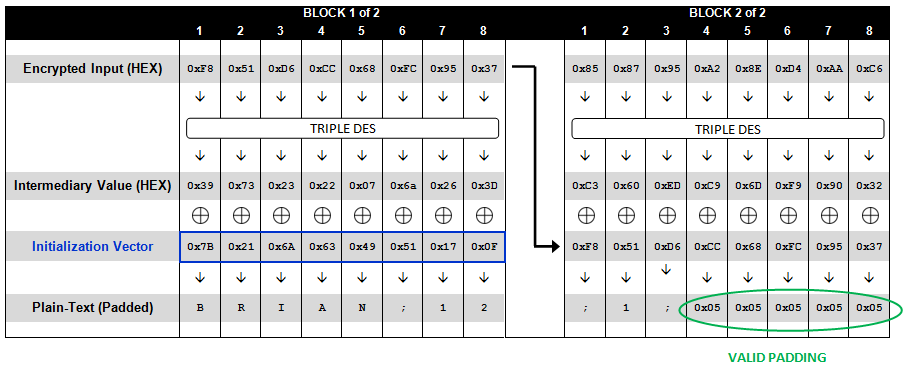 BLOCK 1 of 2 BLOCK 2 of 2
1 2 3 4 5 6 7 8 1 2 3 4 5 6 7 8
Encrypted Input (HEX) 0xF8 0x51 0xD6 0xCC 0x68 0xFC 0x95 0x37 0x85 0x87 0x95 0xA2 0x8E 0xD4 0xAA 0xC6
TRIPLE DES TRIPLE DES
Intermediary Value (HEX) 0x39 0x73 0x23 0x22 0x07 0x6a 0x26 0x3D 0xC3 0x60 0xED 0xC9 0x6D 0xF9 0x90 0x32
Initialization Vector 0x7B 0x21 0x6A 0x63 0x49 0x51 0x17 0x0F 0xF8 0x51 0xD6 0xCC 0x68 0xFC 0x95 0x37
Plain-Text (Padded) B R I A N ; 1 2 ; 1 ; 0x05 0x05 0x05 0x05 0x05
VALID PADDING